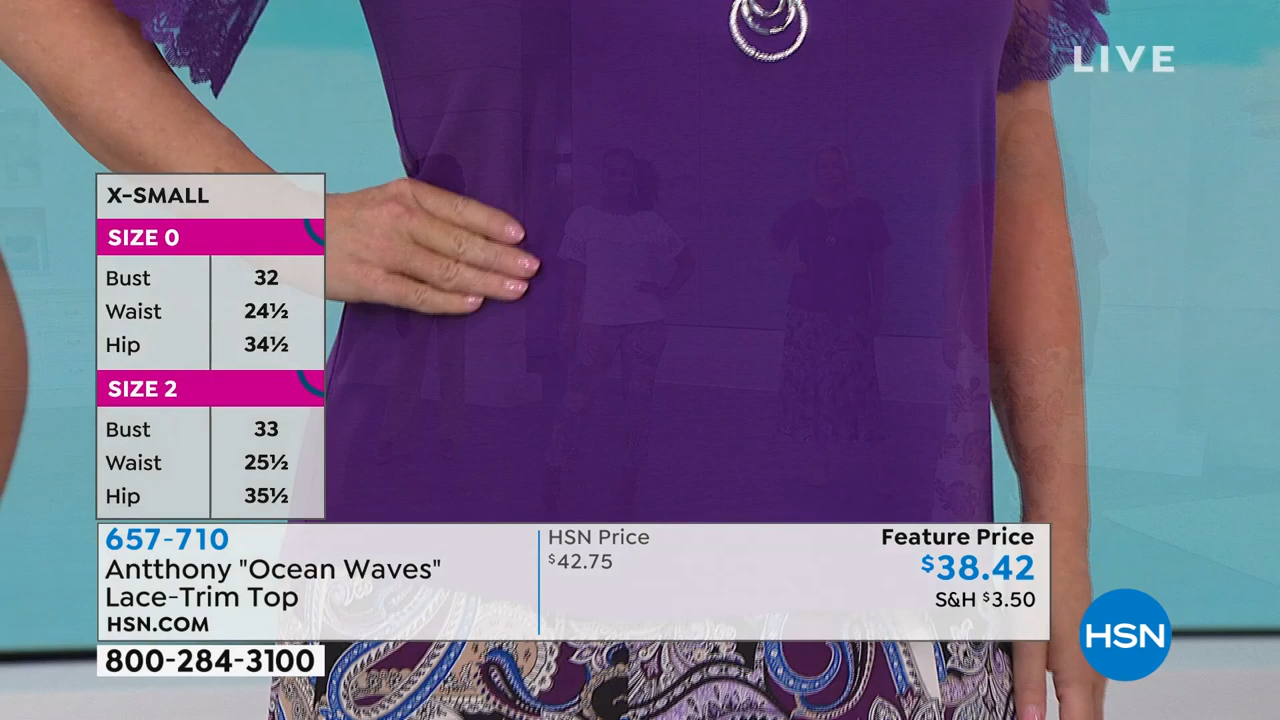 LIVE
X-SMALL
SIZE 0
Bust 32
Waist 24½
Hip 34½
SIZE 2
Bust 33
Waist 25½
Hip 35½
657-710
Antthony "Ocean Waves"
Lace-Trim Top
HSN.COM
HSN Price
$42.75
Feature Price
$38.42
S&H $3.50
800-284-3100
HSN